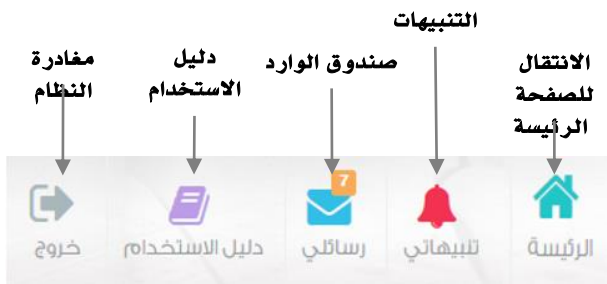 التنبيهات
الانتقال
للصفحة
الرئيسة
صندوق الوارد
دليل
الاستخدام
مغادرة
النظام
7
الرئيسة
تنبيهاتي
رسائلي
دليل الاستخدام
خروج